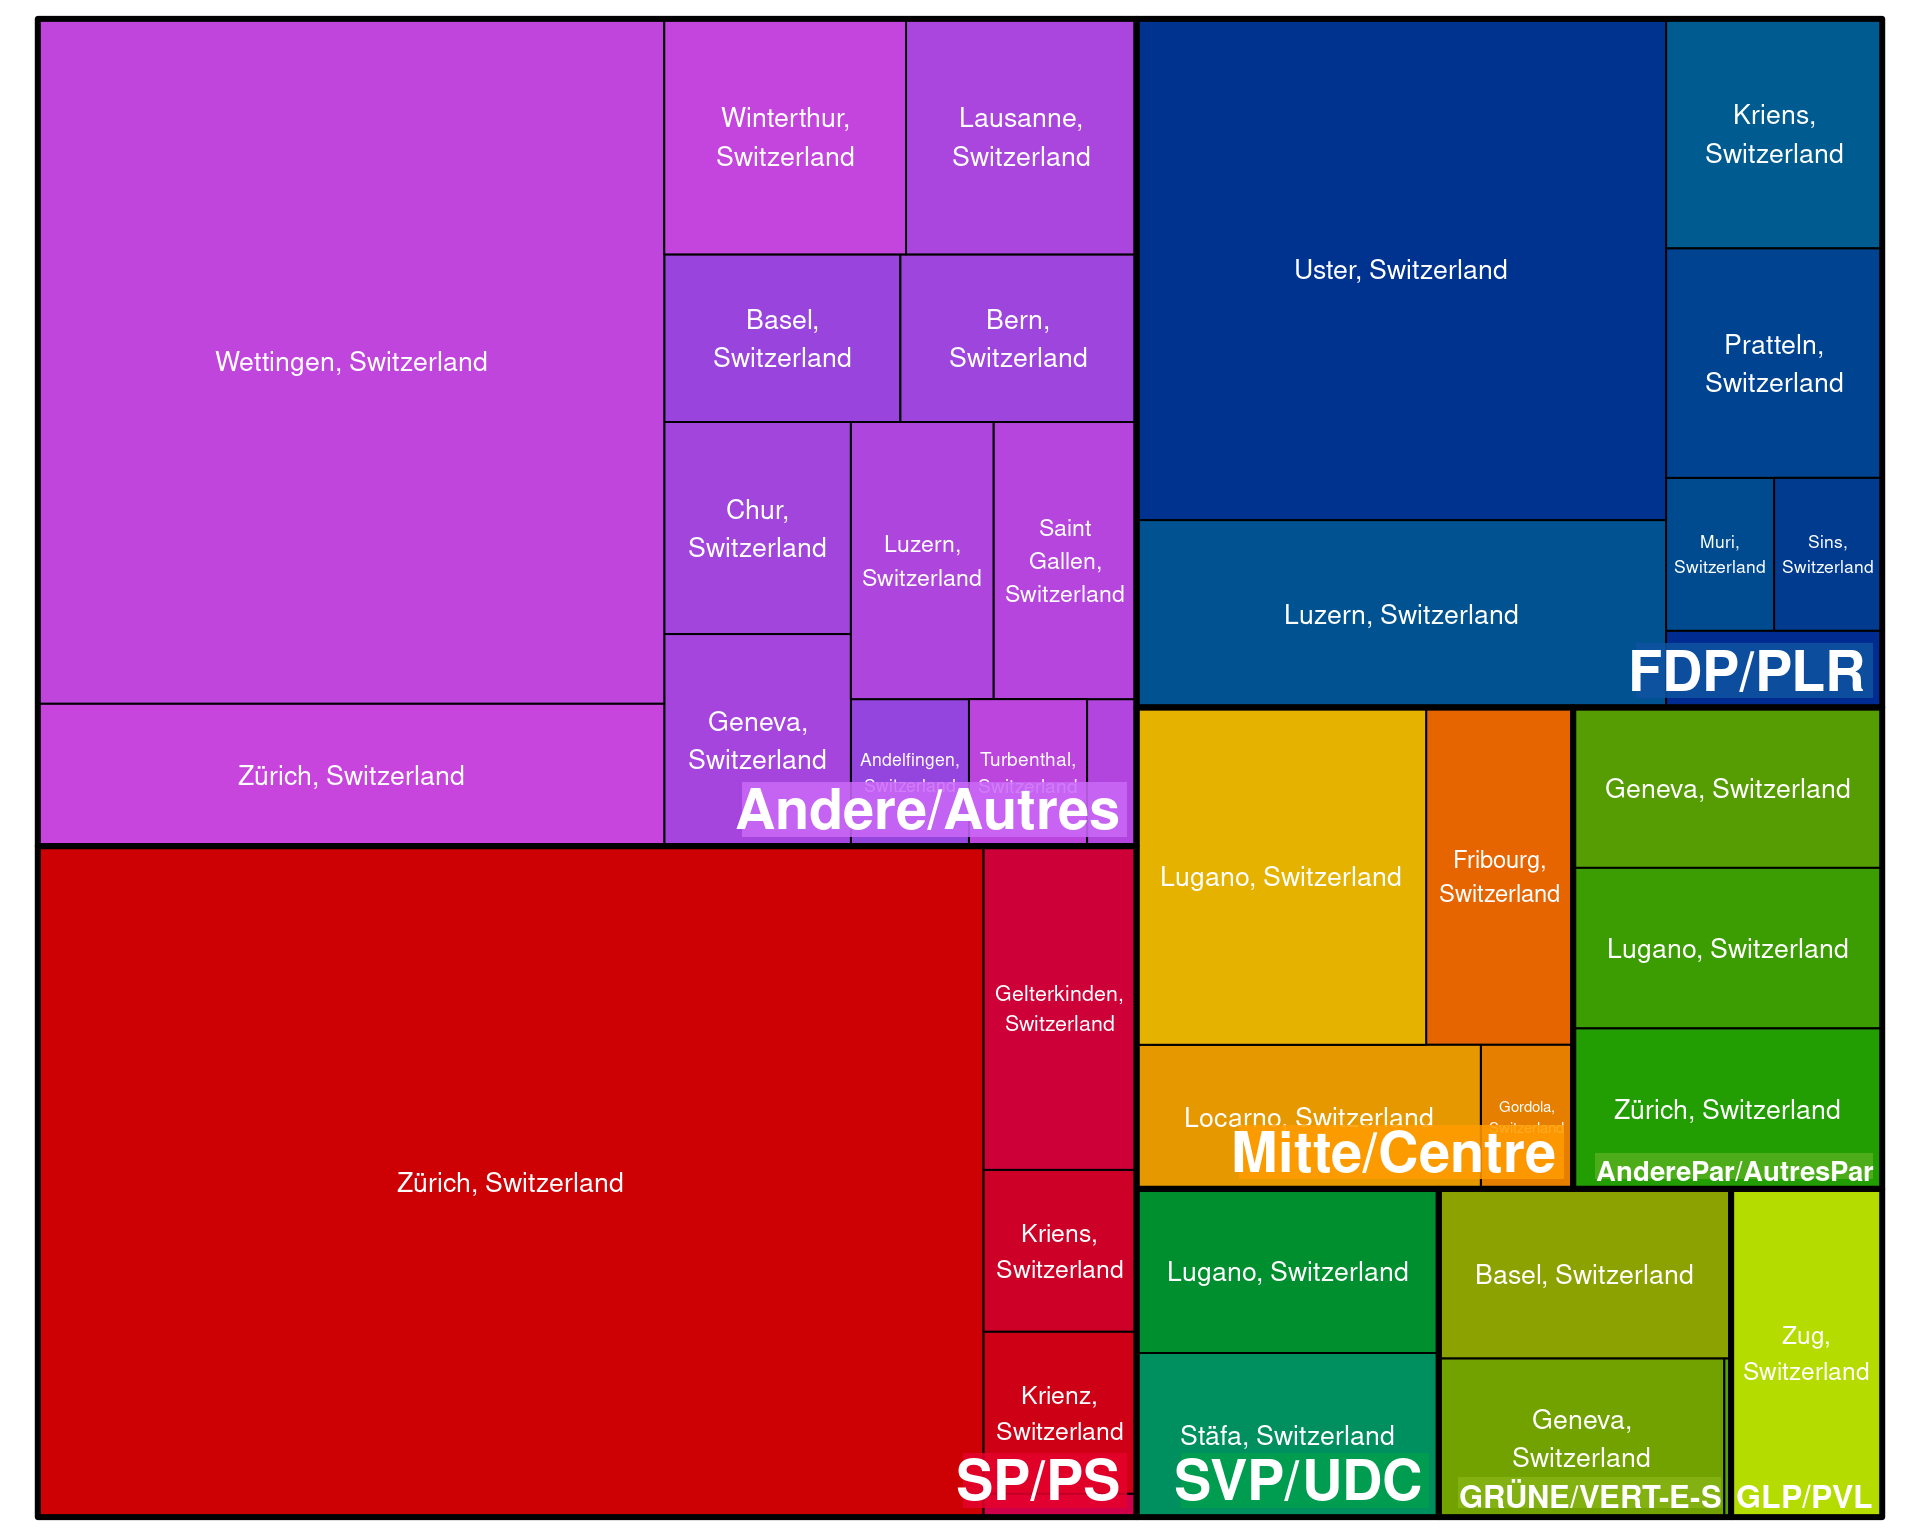 Wettingen, Switzerland
Zürich, Switzerland
Winterthur,
Switzerland
Lausanne,
Switzerland
Basel,
Switzerland
Bern,
Switzerland
Chur,
Switzerland
Luzern,
Switzerland
Saint
Gallen,
Switzerland
Geneva,
Switzerland
Andelfingen,
Switzerland
Turbenthal,
Switzerland
Andere/Autres
Zürich, Switzerland
Gelterkinden,
Switzerland
Kriens,
Switzerland
Krienz,
Switzerland
SP/PS
Uster, Switzerland
Luzern, Switzerland
Kriens,
Switzerland
Pratteln,
Switzerland
Muri,
Switzerland
Sins,
Switzerland
FDP/PLR
Lugano, Switzerland
Fribourg,
Switzerland
Locarno, Switzerland
Gordola,
Switzerland
Mitte/Centre
Geneva, Switzerland
Lugano, Switzerland
Zürich, Switzerland
AnderePar/AutresPar
Lugano, Switzerland
Stäfa, Switzerland
SVP/UDC
Basel, Switzerland
Geneva,
Switzerland
GRÜNE/VERT-E-S
Zug,
Switzerland
GLP/PVL